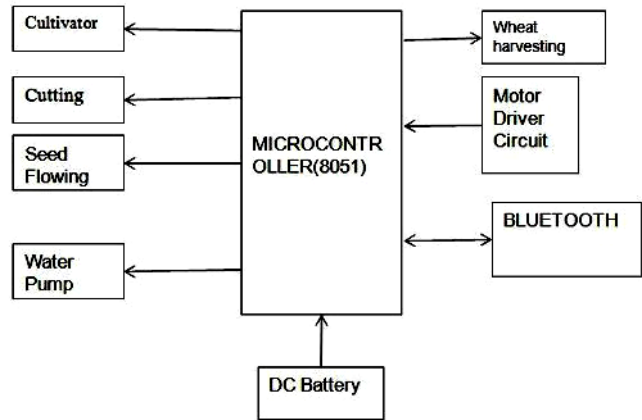 Cultivator
Cutting
Seed
Flowing
Water
Pump
MICROCONTR
OLLER(8051)
Wheat
harvesting
Motor
Driver
Circuit
BLUETOOTH
DC Battery